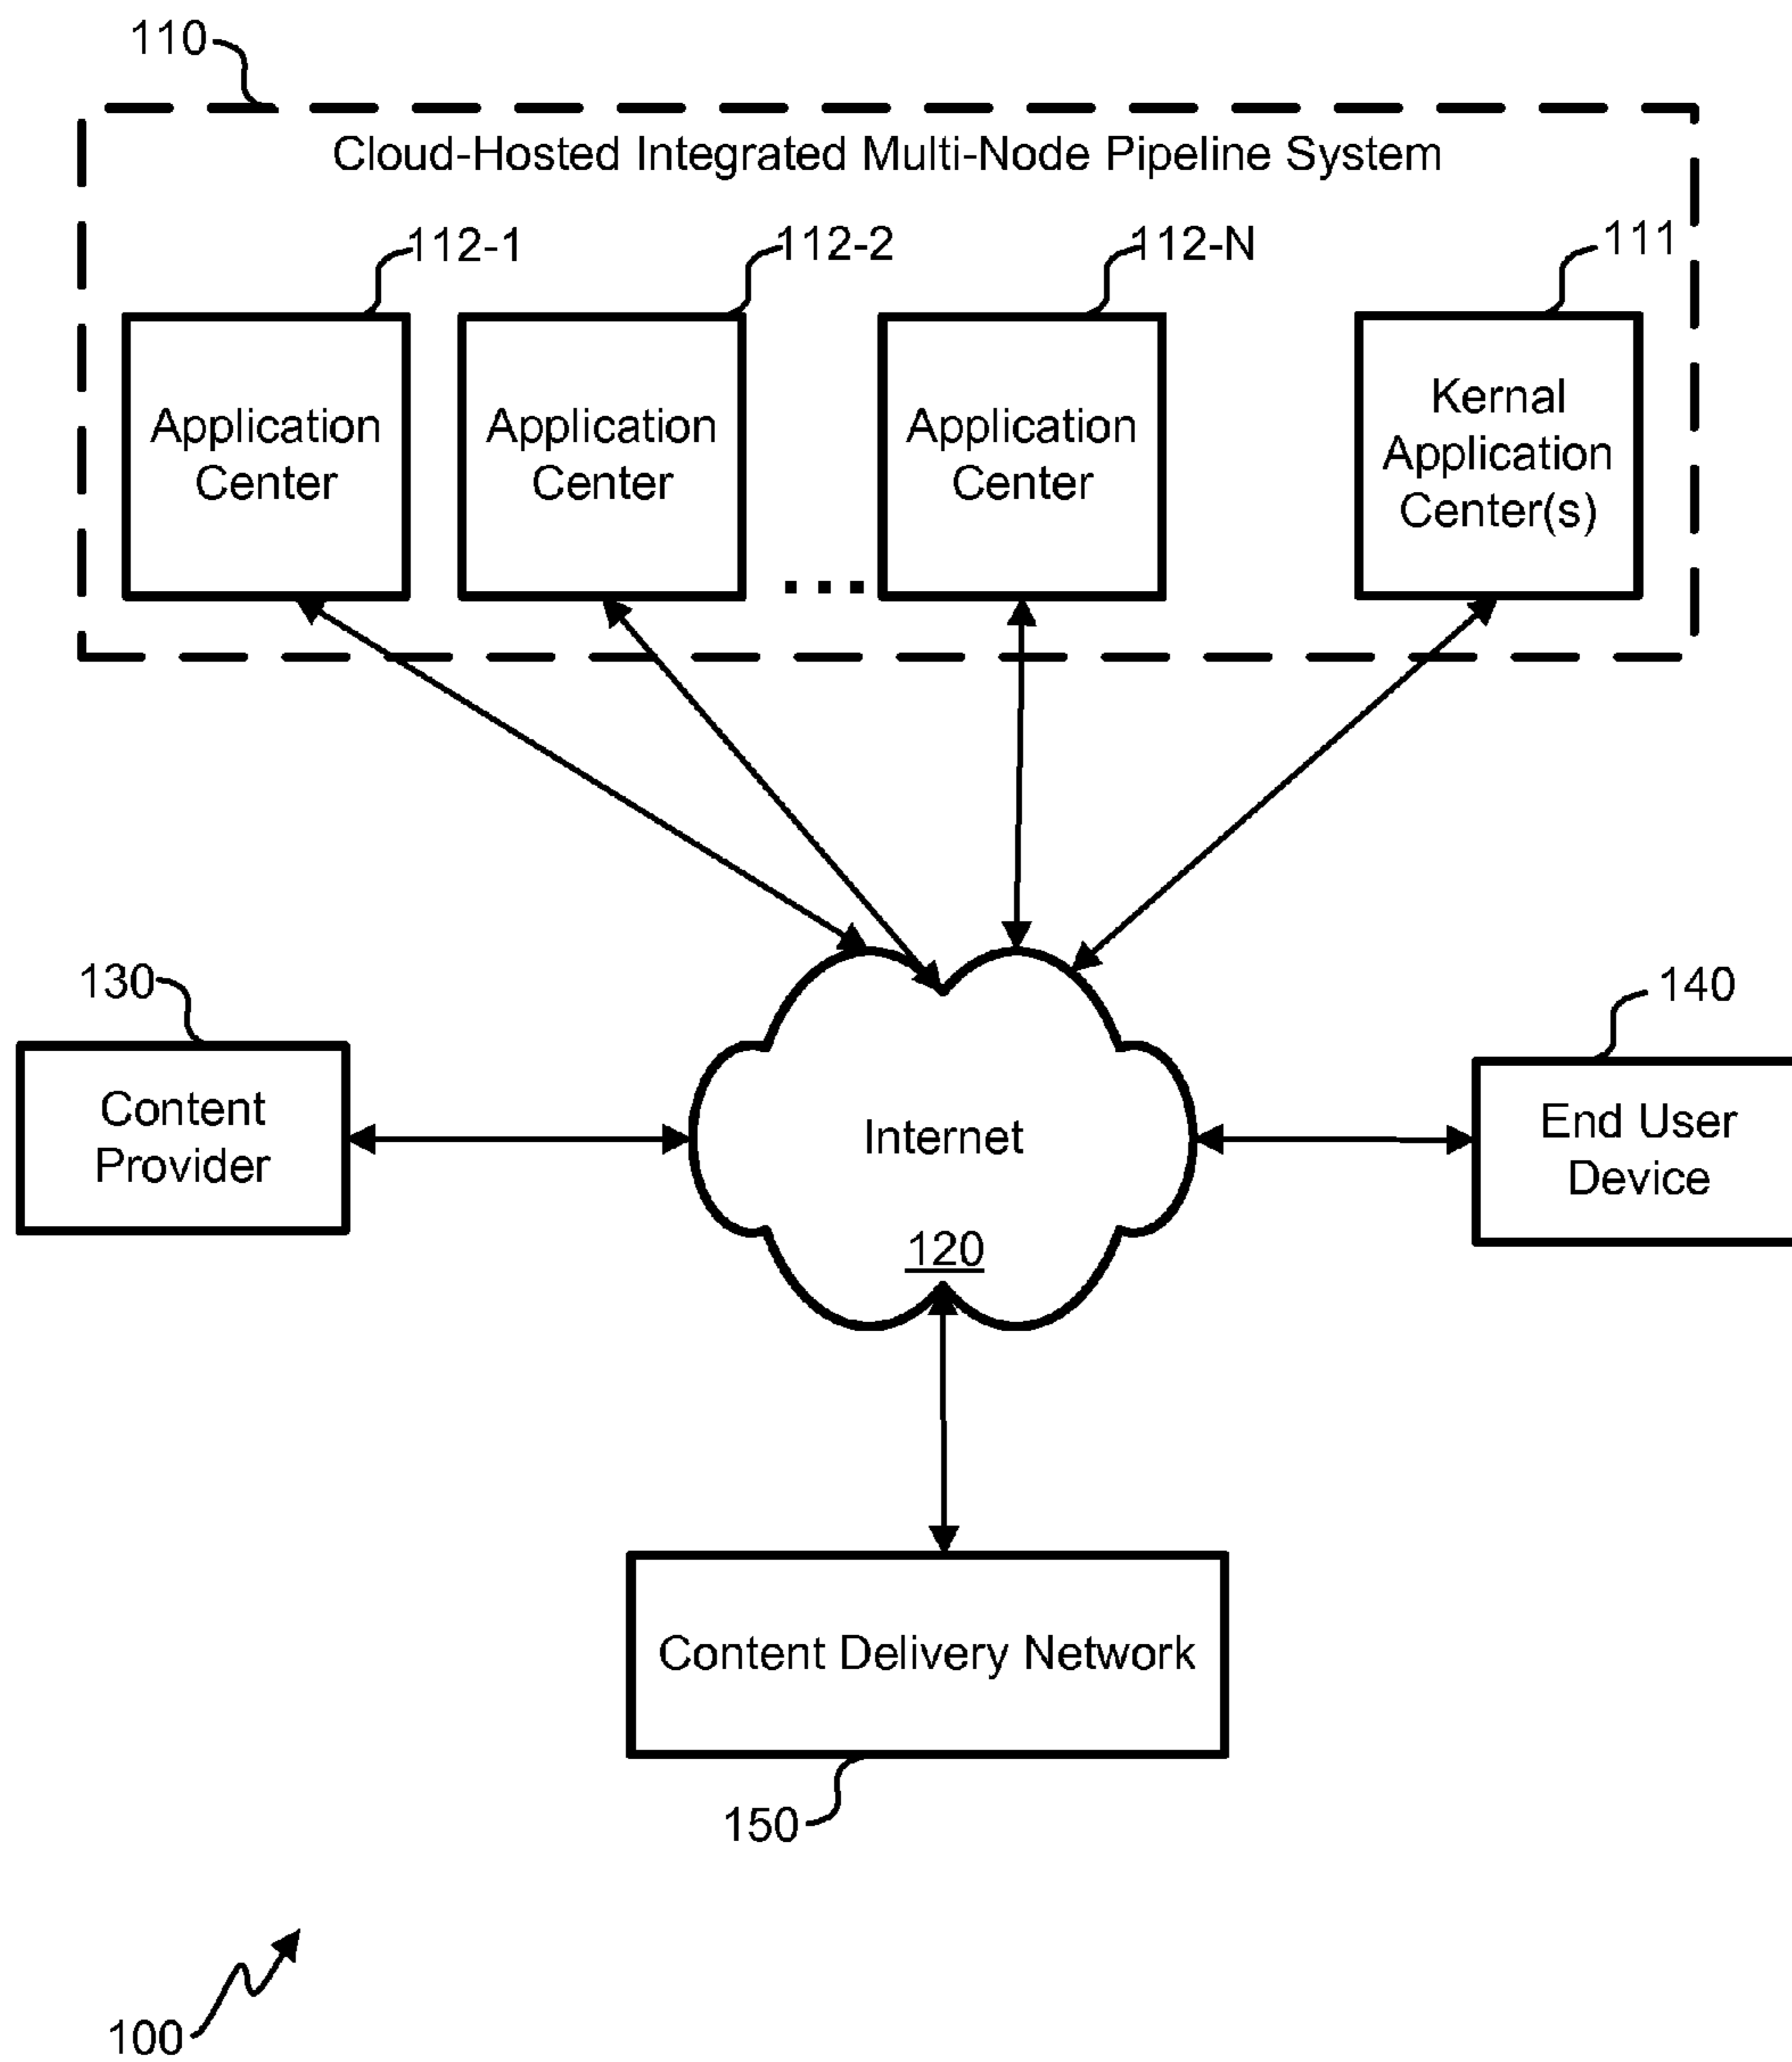 110
Cloud-Hosted Integrated Multi-Node Pipeline System
112-1
112-2
112-N
111
Application
Center
Application
Center
...
Application
Center
Kernal
Application
Center(s)
130
140
Content
Provider
Internet
120
End User
Device
Content Delivery Network
150
100